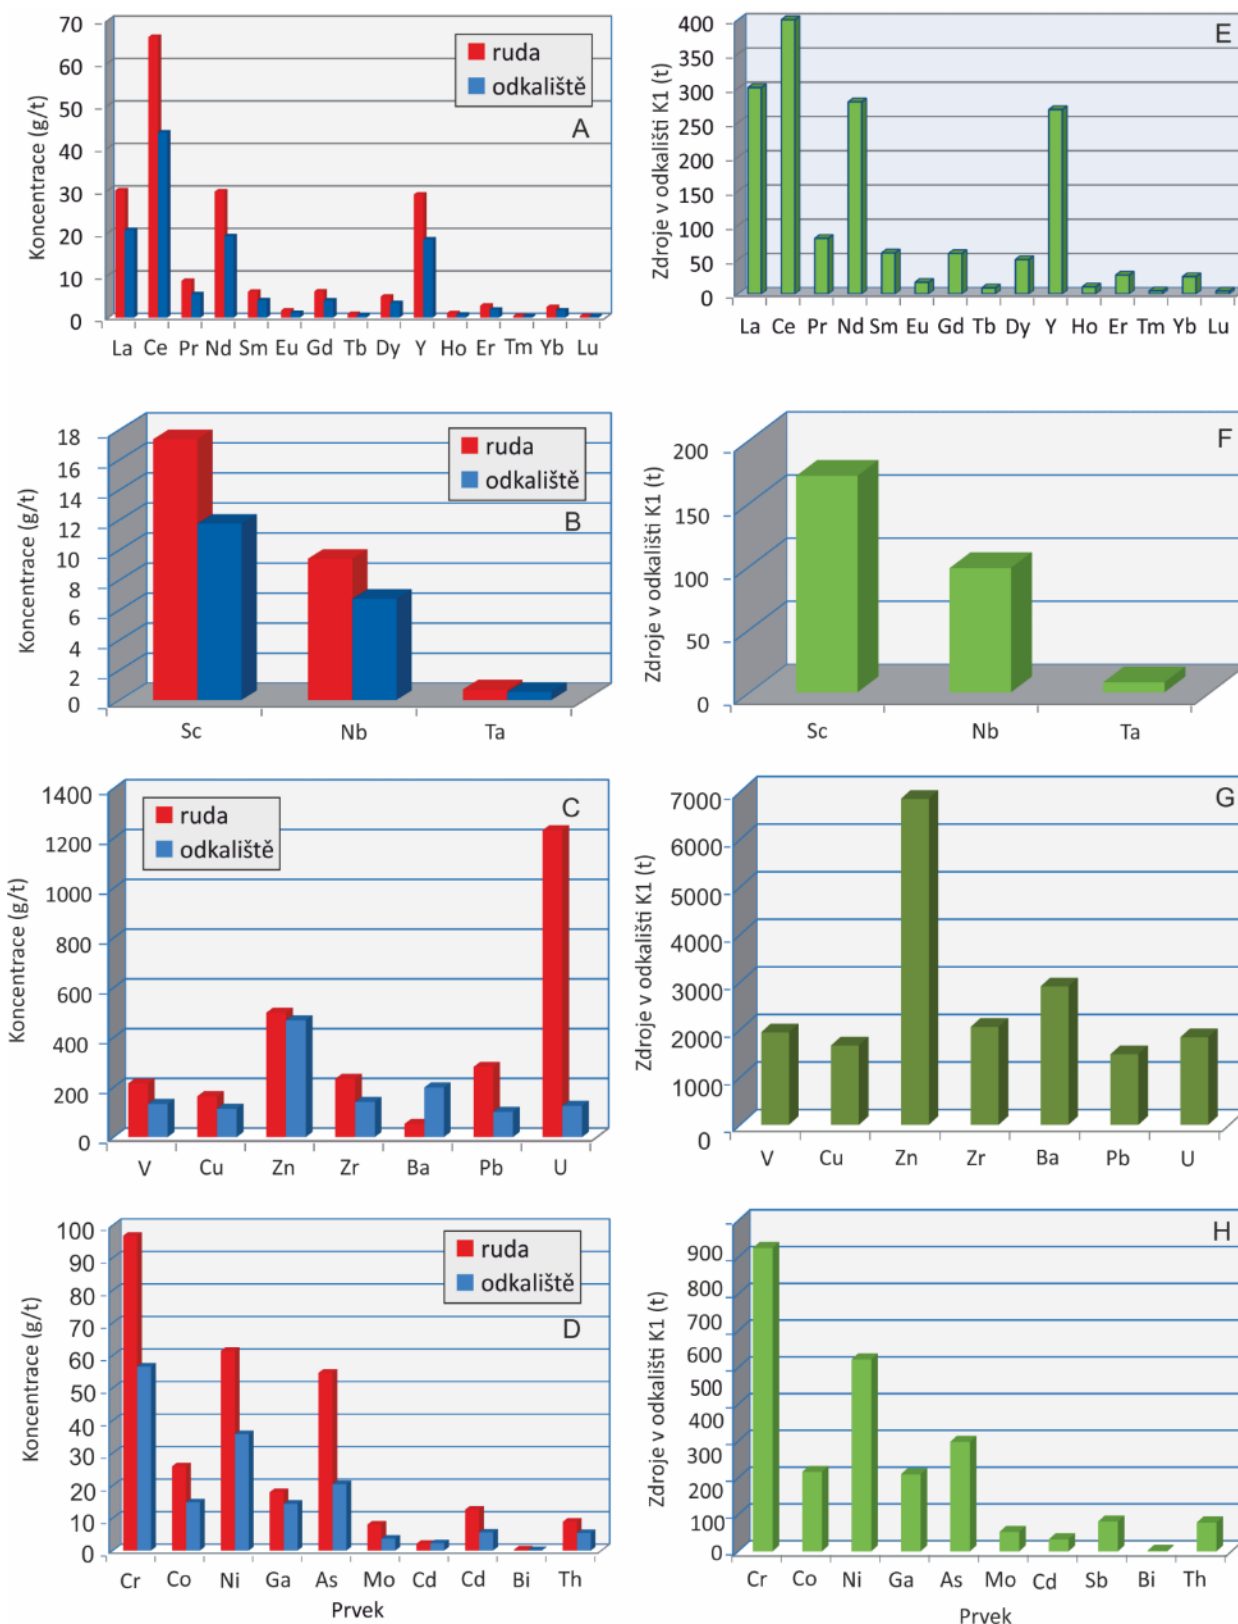 70
60
50
40
30
20
10
0
Koncentrace (g/t)
ruda
odkaliště
A
La Ce Pr Nd Sm Eu Gd Tb Dy Y Ho Er Tm Yb Lu
400
350
300
250
200
150
100
50
0
Zdroje v odkališti K1 (t)
E
La Ce Pr Nd Sm Eu Gd Tb Dy Y Ho Er Tm Yb Lu
18
16
14
12
10
8
6
4
2
0
Koncentrace (g/t)
ruda
odkaliště
B
Sc Nb Ta
200
150
100
50
0
Zdroje v odkališti K1 (t)
F
Sc Nb Ta
1400
1200
1000
800
600
400
200
0
Koncentrace (g/t)
ruda
odkaliště
C
V Cu Zn Zr Ba Pb U
7000
6000
5000
4000
3000
2000
1000
0
Zdroje v odkališti K1 (t)
G
V Cu Zn Zr Ba Pb U
100
90
80
70
60
50
40
30
20
10
0
Koncentrace (g/t)
ruda
odkaliště
D
Cr Co Ni Ga As Mo Cd Cd Bi Th
Prvek
900
800
700
600
500
400
300
200
100
0
Zdroje v odkališti K1 (t)
H
Cr Co Ni Ga As Mo Cd Sb Bi Th
Prvek